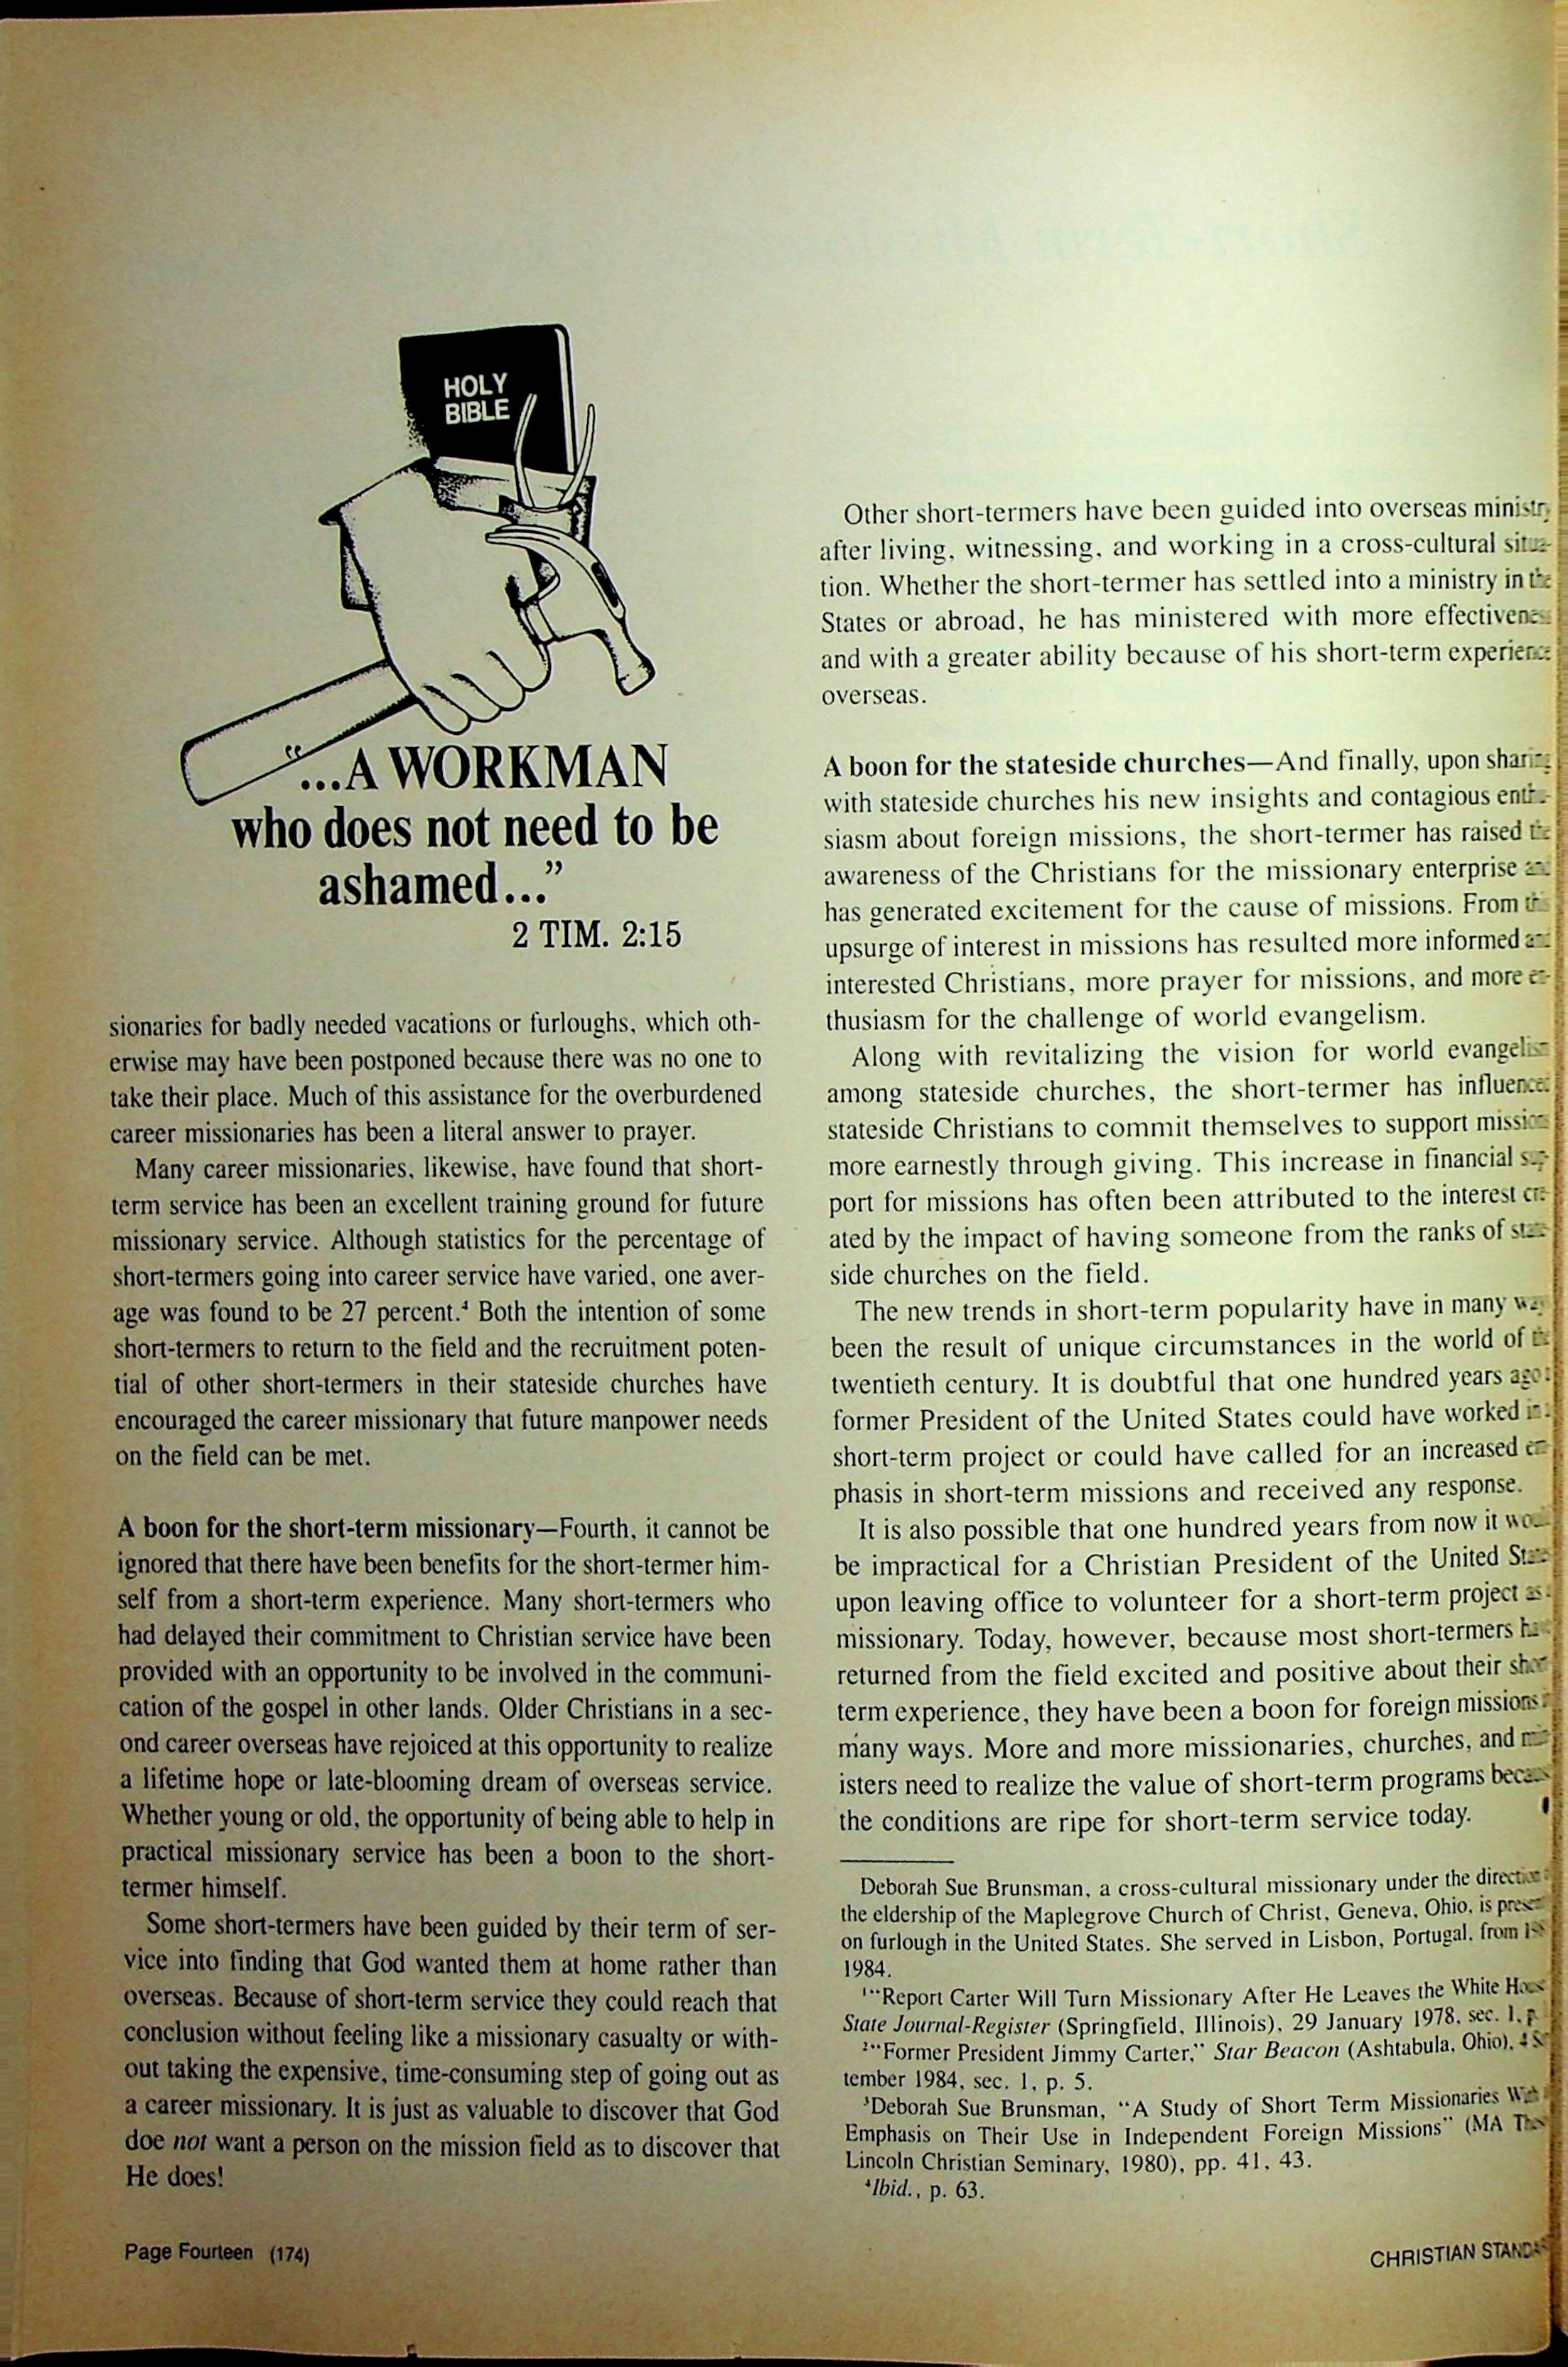 HOLY
BIBLE
"...A WORKMAN
who does not need to be
ashamed..."
2 TIM. 2:15
sionaries for badly needed vacations or furloughs, which oth-
erwise may have been postponed because there was no one to
take their place. Much of this assistance for the overburdened
career missionaries has been a literal answer to prayer.
Many career missionaries, likewise, have found that short-
term service has been an excellent training ground for future
missionary service. Although statistics for the percentage of
short-termers going into career service have varied, one aver-
age was found to be 27 percent.⁴ Both the intention of some
short-termers to return to the field and the recruitment poten-
tial of other short-termers in their stateside churches have
encouraged the career missionary that future manpower needs
on the field can be met.
A boon for the short-term missionary—Fourth, it cannot be
ignored that there have been benefits for the short-termer him-
self from a short-term experience. Many short-termers who
had delayed their commitment to Christian service have been
provided with an opportunity to be involved in the communi-
cation of the gospel in other lands. Older Christians in a sec-
ond career overseas have rejoiced at this opportunity to realize
a lifetime hope or late-blooming dream of overseas service.
Whether young or old, the opportunity of being able to help in
practical missionary service has been a boon to the short-
termer himself.
Some short-termers have been guided by their term of ser-
vice into finding that God wanted them at home rather than
overseas. Because of short-term service they could reach that
conclusion without feeling like a missionary casualty or with-
out taking the expensive, time-consuming step of going out as
a career missionary. It is just as valuable to discover that God
doe not want a person on the mission field as to discover that
He does!
Other short-termers have been guided into overseas ministry
after living, witnessing, and working in a cross-cultural situa-
tion. Whether the short-termer has settled into a ministry in the
States or abroad, he has ministered with more effectiveness
and with a greater ability because of his short-term experience
overseas.
A boon for the stateside churches—And finally, upon sharing
with stateside churches his new insights and contagious enthu-
siasm about foreign missions, the short-termer has raised the
awareness of the Christians for the missionary enterprise
has generated excitement for the cause of missions. From
upsurge of interest in missions has resulted more informed
interested Christians, more prayer for missions, and more en-
thusiasm for the challenge of world evangelism.
Along with revitalizing the vision for world evangelism
among stateside churches, the short-termer has influenced
stateside Christians to commit themselves to support missions
more earnestly through giving. This increase in financial sup-
port for missions has often been attributed to the interest cre-
ated by the impact of having someone from the ranks of state-
side churches on the field.
The new trends in short-term popularity have in many
been the result of unique circumstances in the world of the
twentieth century. It is doubtful that one hundred years ago
former President of the United States could have worked
short-term project or could have called for an increased em-
phasis in short-term missions and received any response.
It is also possible that one hundred years from now it
be impractical for a Christian President of the United
upon leaving office to volunteer for a short-term project
missionary. Today, however, because most short-termers
returned from the field excited and positive about their
term experience, they have been a boon for foreign missions
many ways. More and more missionaries, churches, and
isters need to realize the value of short-term programs
the conditions are ripe for short-term service today.
Deborah Sue Brunsman, a cross-cultural missionary under the
the eldership of the Maplegrove Church of Christ, Geneva, Ohio, is
on furlough in the United States. She served in Lisbon, Portugal, from
1984.
¹"Report Carter Will Turn Missionary After He Leaves the White
State Journal-Register (Springfield, Illinois), 29 January 1978, sec. 1,
²"Former President Jimmy Carter," Star Beacon (Ashtabula, Ohio),
tember 1984, sec. 1, p. 5.
³Deborah Sue Brunsman, "A Study of Short Term Missionaries
Emphasis on Their Use in Independent Foreign Missions" (MA
Lincoln Christian Seminary, 1980), pp. 41, 43.
⁴Ibid., p. 63.
Page Fourteen (174)
CHRISTIAN